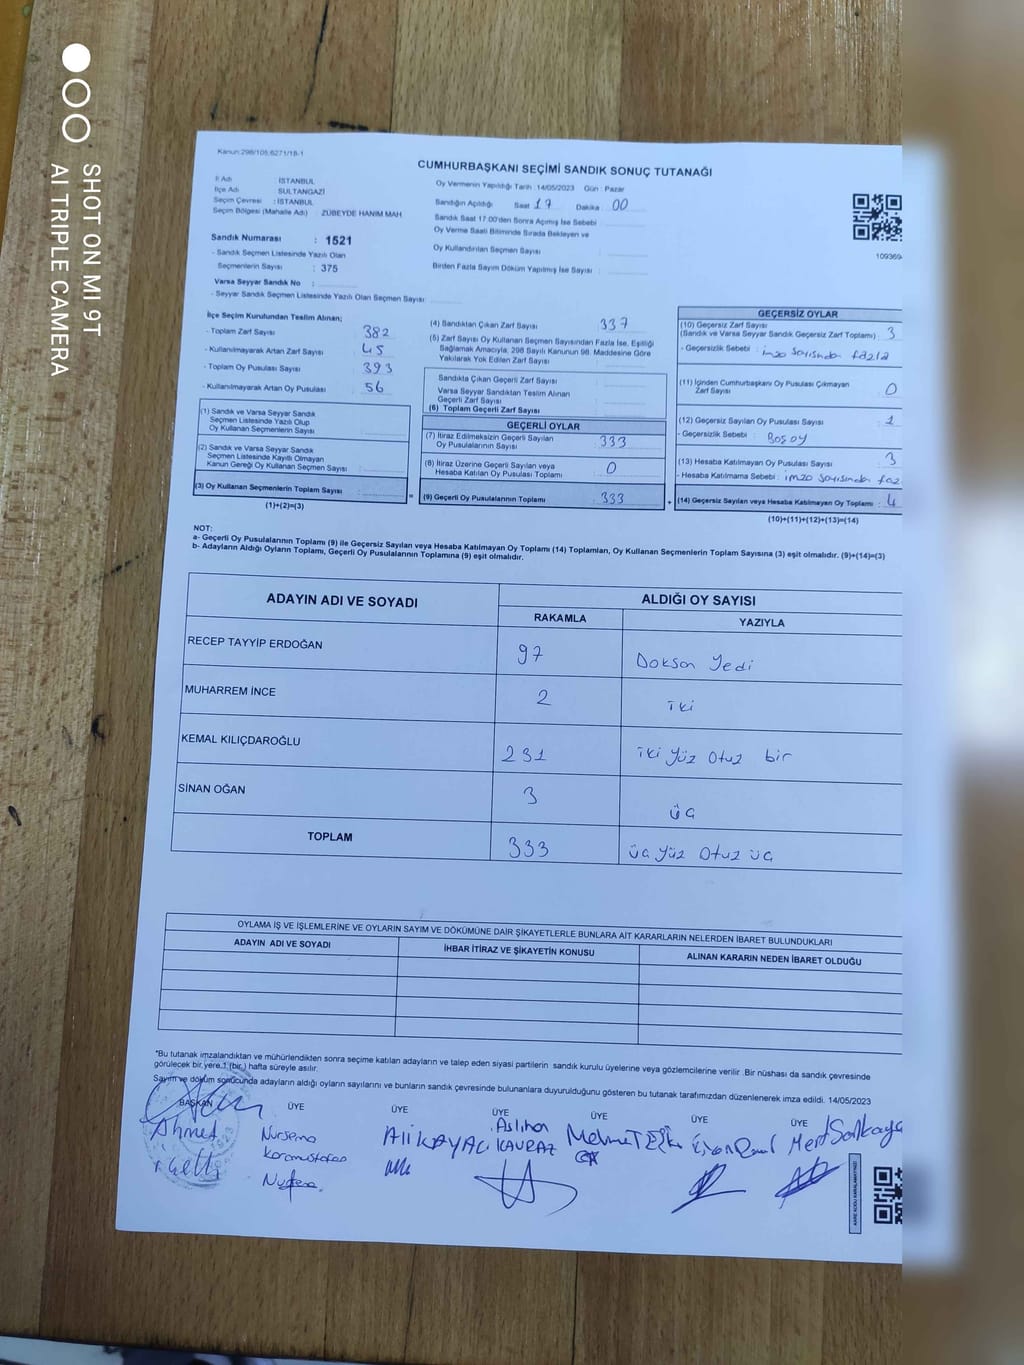 SHOT ON MI 9T
AI TRIPLE CAMERA
Kanun:298/105;6271/18-1
CUMHURBAŞKANI SEÇİMİ SANDIK SONUÇ TUTANAĞI
İl Adı : İSTANBUL
İlçe Adı : SULTANGAZİ
Seçim Çevresi : İSTANBUL
Seçim Bölgesi (Mahalle Adı) : ZÜBEYDE HANIM MAH.
Sandık Numarası : 1521
- Sandık Seçmen Listesinde Yazılı Olan
Seçmenlerin Sayısı : 375
Varsa Seyyar Sandık No :
- Seyyar Sandık Seçmen Listesinde Yazılı Olan Seçmen Sayısı
Oy Vermenin Yapıldığı Tarih :14/05/2023 Gün : Pazar
Sandığın Açıldığı Saat 17 Dakika 00
Sandık Saat 17:00'den Sonra Açımış İse Sebebi
Oy Verme Saati Bitiminde Sırada Bekleyen ve
Oy Kullandırılan Seçmen Sayısı
Birden Fazla Sayım Döküm Yapılmış İse Sayısı
10936
İlçe Seçim Kurulundan Teslim Alınan;
- Toplam Zarf Sayısı 382
- Kullanılmayarak Artan Zarf Sayısı 45
- Toplam Oy Pusulası Sayısı 393
- Kullanılmayarak Artan Oy Pusulası 56
(1) Sandık ve Varsa Seyyar Sandık
Seçmen Listesinde Yazılı Olup
Oy Kullanan Seçmenlerin Sayısı
(2) Sandık ve Varsa Seyyar Sandık
Seçmen Listesinde Kayıtlı Olmayan
Kanun Gereği Oy Kullanan Seçmen Sayısı
(3) Oy Kullanan Seçmenlerin Toplam Sayısı
(1)+(2)=(3)
=
(4) Sandıktan Çıkan Zarf Sayısı 337
(5) Zarf Sayısı Oy Kullanan Seçmen Sayısından Fazla İse, Eşitliği
Sağlamak Amacıyla; 298 Sayılı Kanunun 98. Maddesine Göre
Yakılarak Yok Edilen Zarf Sayısı
Sandıkta Çıkan Geçerli Zarf Sayısı
Varsa Seyyar Sandıktan Teslim Alınan
Geçerli Zarf Sayısı
(6) Toplam Geçerli Zarf Sayısı
GEÇERLİ OYLAR
(7) İtiraz Edilmeksizin Geçerli Sayılan
Oy Pusulalarının Sayısı 333
(8) İtiraz Üzerine Geçerli Sayılan veya
Hesaba Katılan Oy Pusulası Toplamı 0
(9) Geçerli Oy Pusulalarının Toplamı 333
+
GEÇERSİZ OYLAR
(10) Geçersiz Zarf Sayısı
(Sandık ve Varsa Seyyar Sandık Geçersiz Zarf Toplamı) 3
- Geçersizlik Sebebi : imza sayısından fazla
(11) İçinden Cumhurbaşkanı Oy Pusulası Çıkmayan
Zarf Sayısı 0
(12) Geçersiz Sayılan Oy Pusulası Sayısı 1
- Geçersizlik Sebebi : Boş oy
(13) Hesaba Katılmayan Oy Pusulası Sayısı 3
- Hesaba Katılmama Sebebi : imza sayısından faz
(14) Geçersiz Sayılan veya Hesaba Katılmayan Oy Toplamı : 4
(10)+(11)+(12)+(13)=(14)
NOT:
a- Geçerli Oy Pusulalarının Toplamı (9) ile Geçersiz Sayılan veya Hesaba Katılmayan Oy Toplamı (14) Toplamları, Oy Kullanan Seçmenlerin Toplam Sayısına (3) eşit olmalıdır. (9)+(14)=(3)
b- Adayların Aldığı Oyların Toplamı, Geçerli Oy Pusulalarının Toplamına (9) eşit olmalıdır.
ADAYIN ADI VE SOYADI ALDIĞI OY SAYISI
RAKAMLA YAZIYLA
RECEP TAYYİP ERDOĞAN 97 Doksan Yedi
MUHARREM İNCE 2 iki
KEMAL KILIÇDAROĞLU 231 iki Yüz Otuz bir
SİNAN OĞAN 3 üç
TOPLAM 333 üç Yüz Otuz üç
OYLAMA İŞ VE İŞLEMLERİNE VE OYLARIN SAYIM VE DÖKÜMÜNE DAİR ŞİKAYETLERLE BUNLARA AİT KARARLARIN NELERDEN İBARET BULUNDUKLARI
ADAYIN ADI VE SOYADI İHBAR İTİRAZ VE ŞİKAYETİN KONUSU ALINAN KARARIN NEDEN İBARET OLDUĞU
"Bu tutanak imzalandıktan ve mühürlendikten sonra seçime katılan adayların ve talep eden siyasi partilerin sandık kurulu üyelerine veya gözlemcilerine verilir .Bir nüshası da sandık çevresinde
görülecek bir yere,1 (bir) hafta süreyle asılır.
Sayım ve döküm sonucunda adayların aldığı oyların sayılarını ve bunların sandık çevresinde bulunanlara duyurulduğunu gösteren bu tutanak tarafımızdan düzenlenerek imza edildi. 14/05/2023
BAŞKAN ÜYE ÜYE ÜYE ÜYE ÜYE ÜYE
Ahmet
Nursema
Karamustafa
Ali KAYACI
Aslıhan
KAVRAZ